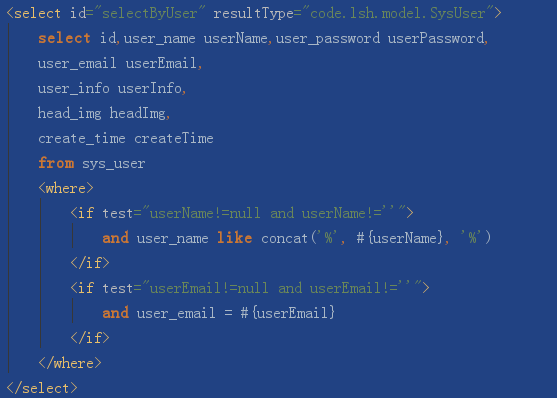 <select id="selectByUser" resultType="code.lsh.model.SysUser">
    select id,user_name userName,user_password userPassword,
    user_email userEmail,
    user_info userInfo,
    head_img headImg,
    create_time createTime
    from sys_user
    <where>
        <if test="userName!=null and userName!=''">
            and user_name like concat('%', #{userName}, '%')
        </if>
        <if test="userEmail!=null and userEmail!=''">
            and user_email = #{userEmail}
        </if>
    </where>
</select>